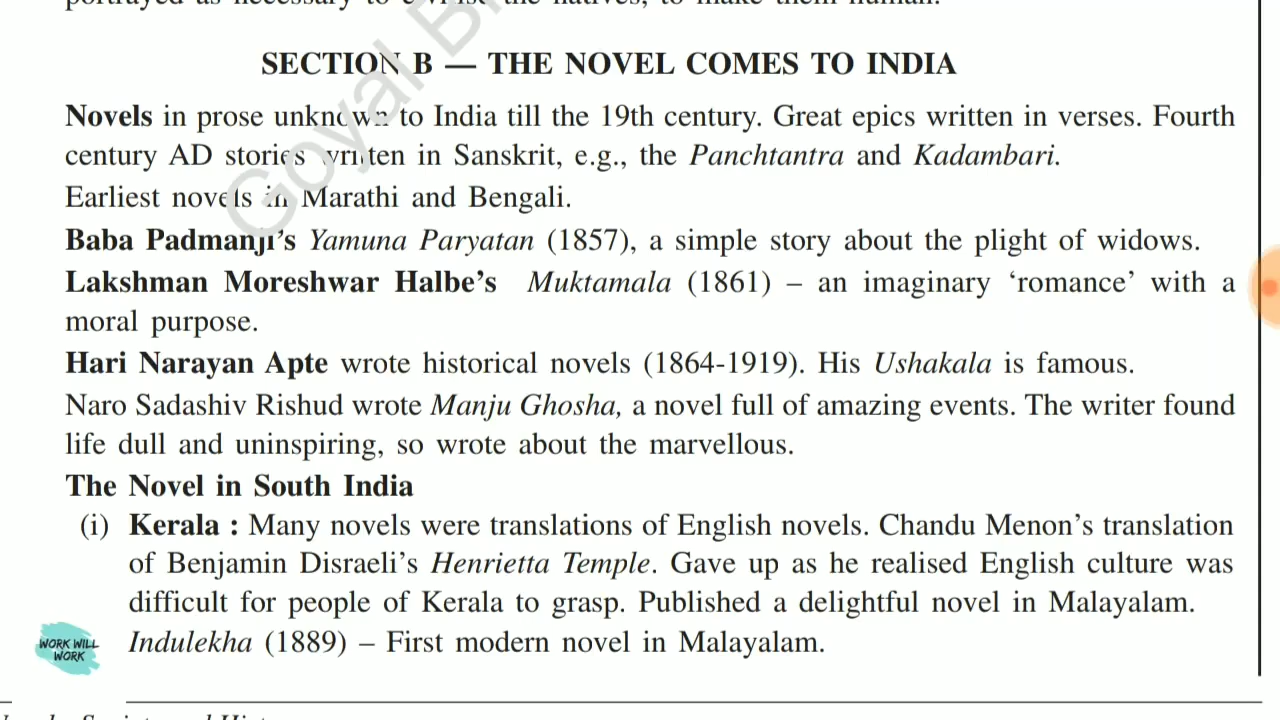 SECTION B — THE NOVEL COMES TO INDIA
Novels in prose unknown to India till the 19th century. Great epics written in verses. Fourth
century AD stories written in Sanskrit, e.g., the Panchtantra and Kadambari.
Earliest novels in Marathi and Bengali.
Baba Padmanji’s Yamuna Paryatan (1857), a simple story about the plight of widows.
Lakshman Moreshwar Halbe’s Muktamala (1861) – an imaginary ‘romance’ with a
moral purpose.
Hari Narayan Apte wrote historical novels (1864-1919). His Ushakala is famous.
Naro Sadashiv Rishud wrote Manju Ghosha, a novel full of amazing events. The writer found
life dull and uninspiring, so wrote about the marvellous.
The Novel in South India
(i) Kerala : Many novels were translations of English novels. Chandu Menon’s translation
of Benjamin Disraeli’s Henrietta Temple. Gave up as he realised English culture was
difficult for people of Kerala to grasp. Published a delightful novel in Malayalam.
Indulekha (1889) – First modern novel in Malayalam.
WORK WILL
WORK
Goyal